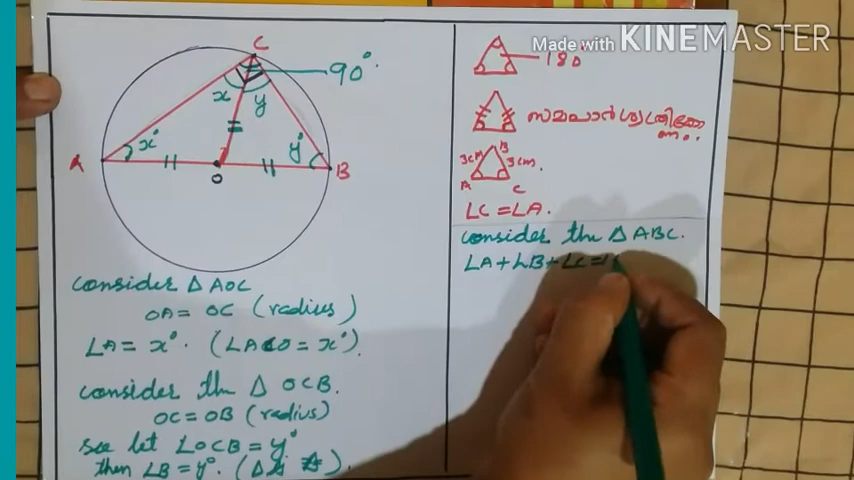 Made with KINEMASTER
C
90°
x
y
x°
y°
A
O
B
consider Δ AOC
OA = OC (radius)
∠A = x°. (∠ACO = x°).
consider the Δ OCB.
OC = OB (radius)
let ∠OCB = y°
then ∠B = y°.
180°
3cm
B
3cm.
A
C
∠C = ∠A.
consider the Δ ABC.
∠A + ∠B + ∠C = 1